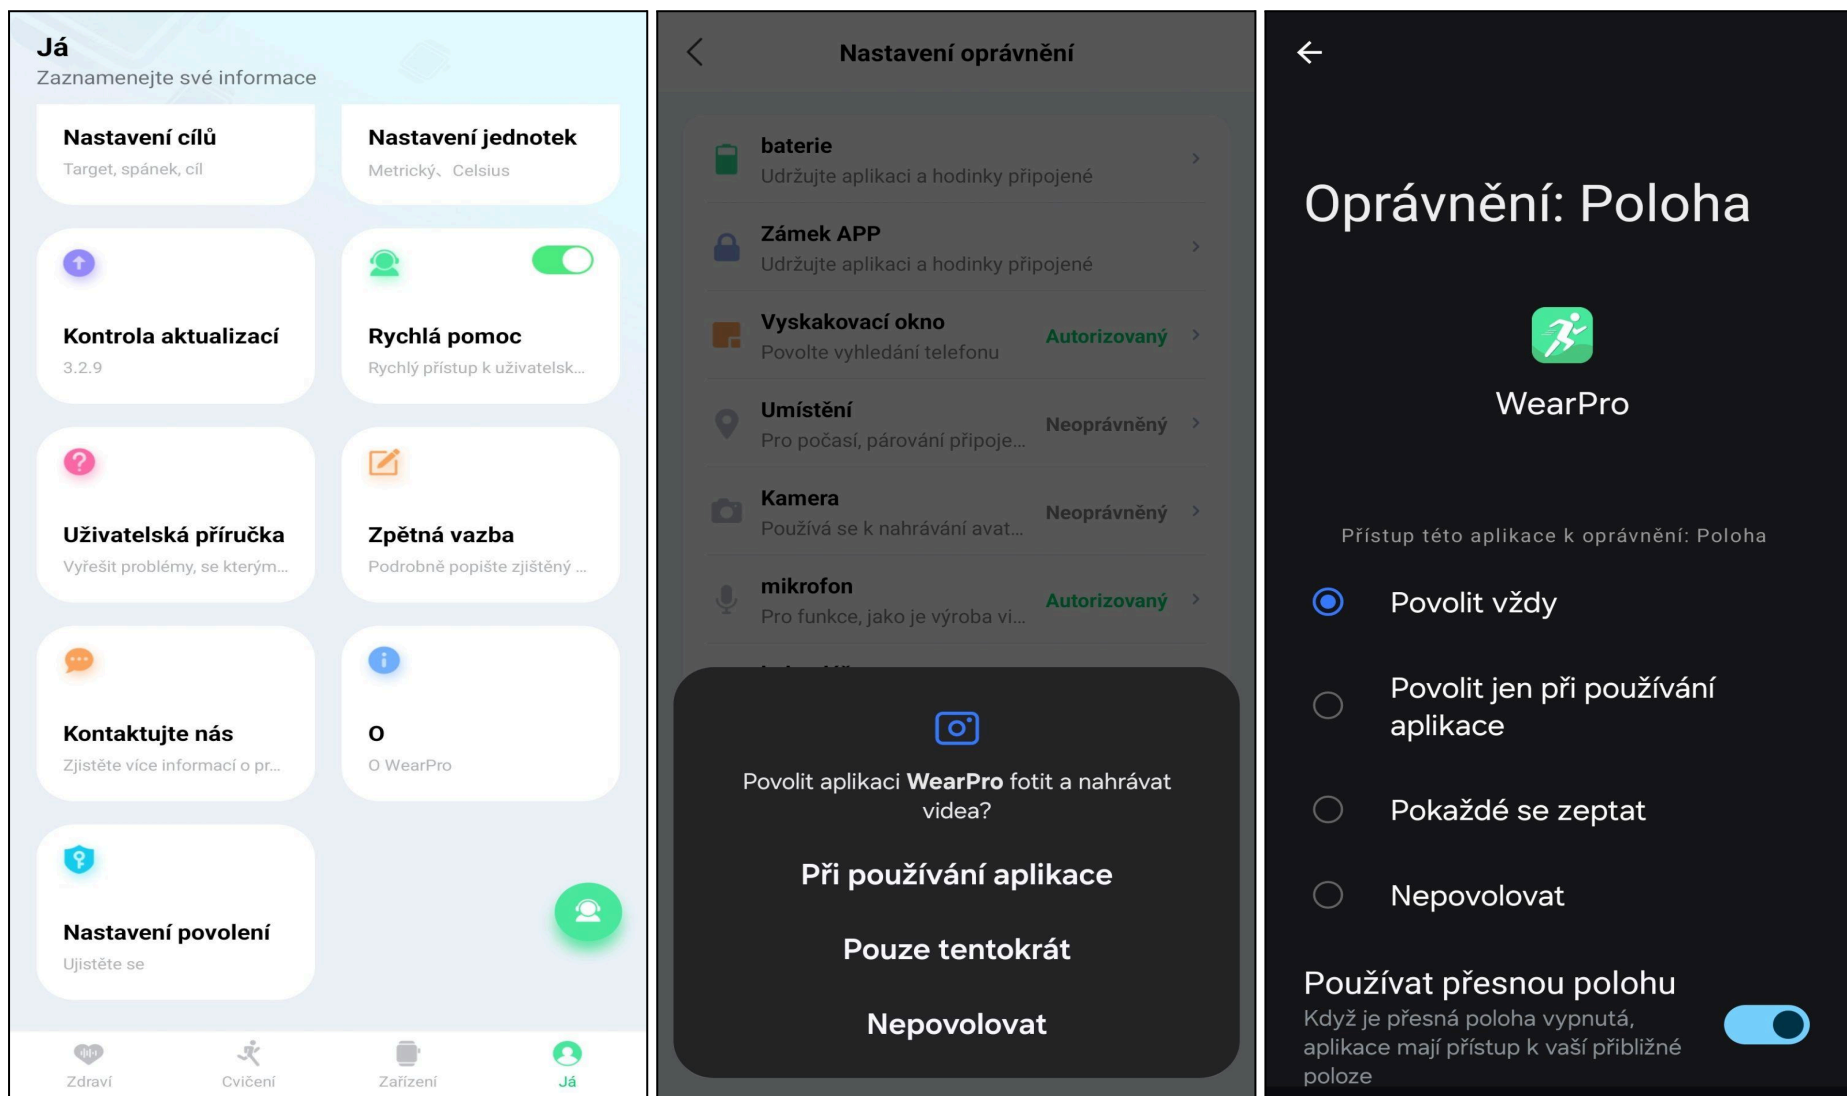 Já
Zaznamenejte své informace
Nastavení cílů
Target, spánek, cíl
Nastavení jednotek
Metrický、Celsius
Kontrola aktualizací
3.2.9
Rychlá pomoc
Rychlý přístup k uživatelsk...
Uživatelská příručka
Vyřešit problémy, se kterým...
Zpětná vazba
Podrobně popište zjištěný ...
Kontaktujte nás
Zjistěte více informací o pr...
O
O WearPro
Nastavení povolení
Ujistěte se
Zdraví
Cvičení
Zařízení
Já
Nastavení oprávnění
baterie
Udržujte aplikaci a hodinky připojené
Zámek APP
Udržujte aplikaci a hodinky připojené
Vyskakovací okno
Povolte vyhledání telefonu
Autorizovaný
Umístění
Pro počasí, párování připoje...
Neoprávněný
Kamera
Používá se k nahrávání avat...
Neoprávněný
mikrofon
Pro funkce, jako je výroba vi...
Autorizovaný
Povolit aplikaci WearPro fotit a nahrávat
videa?
Při používání aplikace
Pouze tentokrát
Nepovolovat
Oprávnění: Poloha
WearPro
Přístup této aplikace k oprávnění: Poloha
Povolit vždy
Povolit jen při používání
aplikace
Pokaždé se zeptat
Nepovolovat
Používat přesnou polohu
Když je přesná poloha vypnutá,
aplikace mají přístup k vaší přibližné
poloze